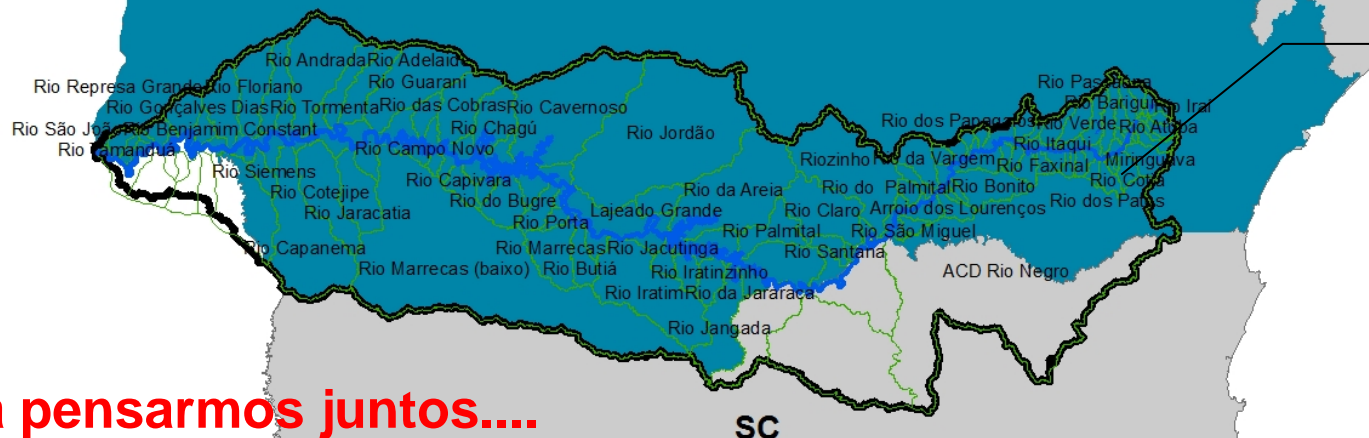 Rio Andrada Rio Adelaid
Rio Represa Grande Rio Floriano Rio Guarani Rio Passaúna
Rio Gonçalves Dias Rio Tormenta Rio das Cobras Rio Cavernoso Rio Barigui Rio Iraí
Rio São João Rio Benjamim Constant Rio Chagú Rio Jordão Rio dos Papagaios Rio Verde Rio Atuba
Rio Tamanduá Rio Campo Novo Rio Itaqui
Riozinho Rio da Vargem Rio Faxinal Miringuava
Rio Siemens Rio Capivara Rio Cotia
Rio Cotejipe Rio do Bugre Rio da Areia Rio do Palmital Rio Bonito Rio dos Patos
Rio Jaracatia Rio Porta Lajeado Grande Rio Claro Arroio dos Lourenços
Rio Palmital Rio São Miguel
Rio Capanema Rio Marrecas Rio Jacutinga Rio Santana
Rio Marrecas (baixo) Rio Butiá Rio Iratinzinho ACD Rio Negro
Rio Iratim Rio da Jararaca
Rio Jangada
a pensarmos juntos....
SC